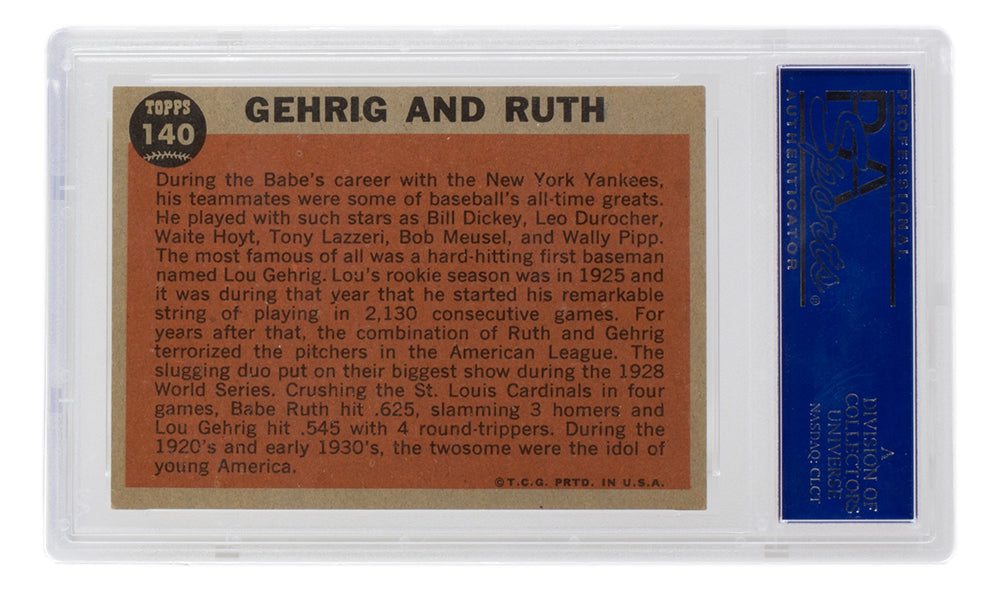 TOPPS
140
GEHRIG AND RUTH
During the Babe's career with the New York Yankees,
his teammates were some of baseball's all-time greats.
He played with such stars as Bill Dickey, Leo Durocher,
Waite Hoyt, Tony Lazzeri, Bob Meusel, and Wally Pipp.
The most famous of all was a hard-hitting first baseman
named Lou Gehrig. Lou's rookie season was in 1925 and
it was during that year that he started his remarkable
string of playing in 2,130 consecutive games. For
years after that, the combination of Ruth and Gehrig
terrorized the pitchers in the American League. The
slugging duo put on their biggest show during the 1928
World Series. Crushing the St. Louis Cardinals in four
games, Babe Ruth hit .625, slamming 3 homers and
Lou Gehrig hit .545 with 4 round-trippers. During the
1920's and early 1930's, the twosome were the idol of
young America.
©T.C.G. PRTD. IN U.S.A.
PROFESSIONAL
PSA
Sports®
AUTHENTICATOR
A
DIVISION OF
COLLECTORS
UNIVERSE
NASDAQ: CLCT